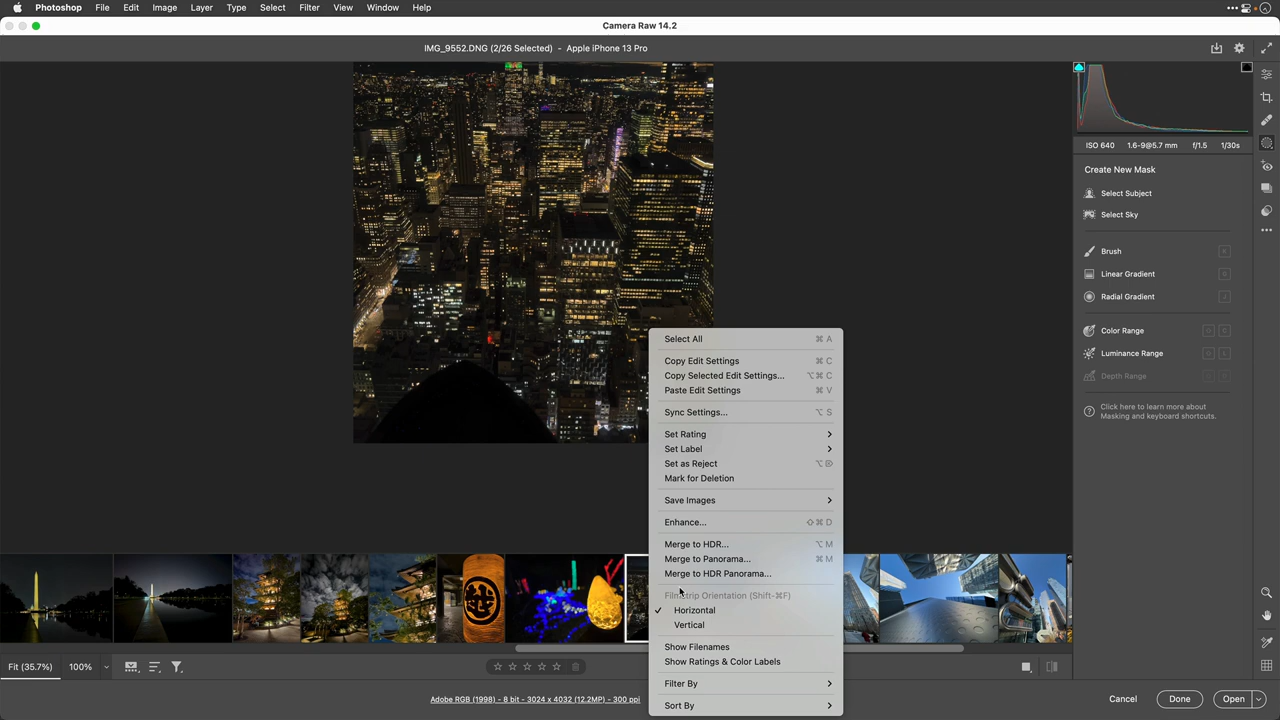 Photoshop File Edit Image Layer Type Select Filter View Window Help
Camera Raw 14.2
IMG_9552.DNG (2/26 Selected) - Apple iPhone 13 Pro
ISO 640 1.6-9@5.7 mm f/1.5 1/30s
Create New Mask
Select Subject
Select Sky
Brush K
Linear Gradient G
Radial Gradient J
Color Range
Luminance Range
Depth Range
Click here to learn more about
Masking and keyboard shortcuts.
Select All ⌘ A
Copy Edit Settings ⌘ C
Copy Selected Edit Settings... ⌥⌘ C
Paste Edit Settings ⌘ V
Sync Settings... ⌥ S
Set Rating
Set Label
Set as Reject ⌥⌦
Mark for Deletion
Save Images
Enhance... ⇧⌘ D
Merge to HDR... ⌥ M
Merge to Panorama... ⌘ M
Merge to HDR Panorama...
Filmstrip Orientation (Shift-⌘F)
✓ Horizontal
Vertical
Show Filenames
Show Ratings & Color Labels
Filter By
Sort By
Fit (35.7%) 100%
Adobe RGB (1998) - 8 bit - 3024 x 4032 (12.2MP) - 300 ppi
Cancel Done Open